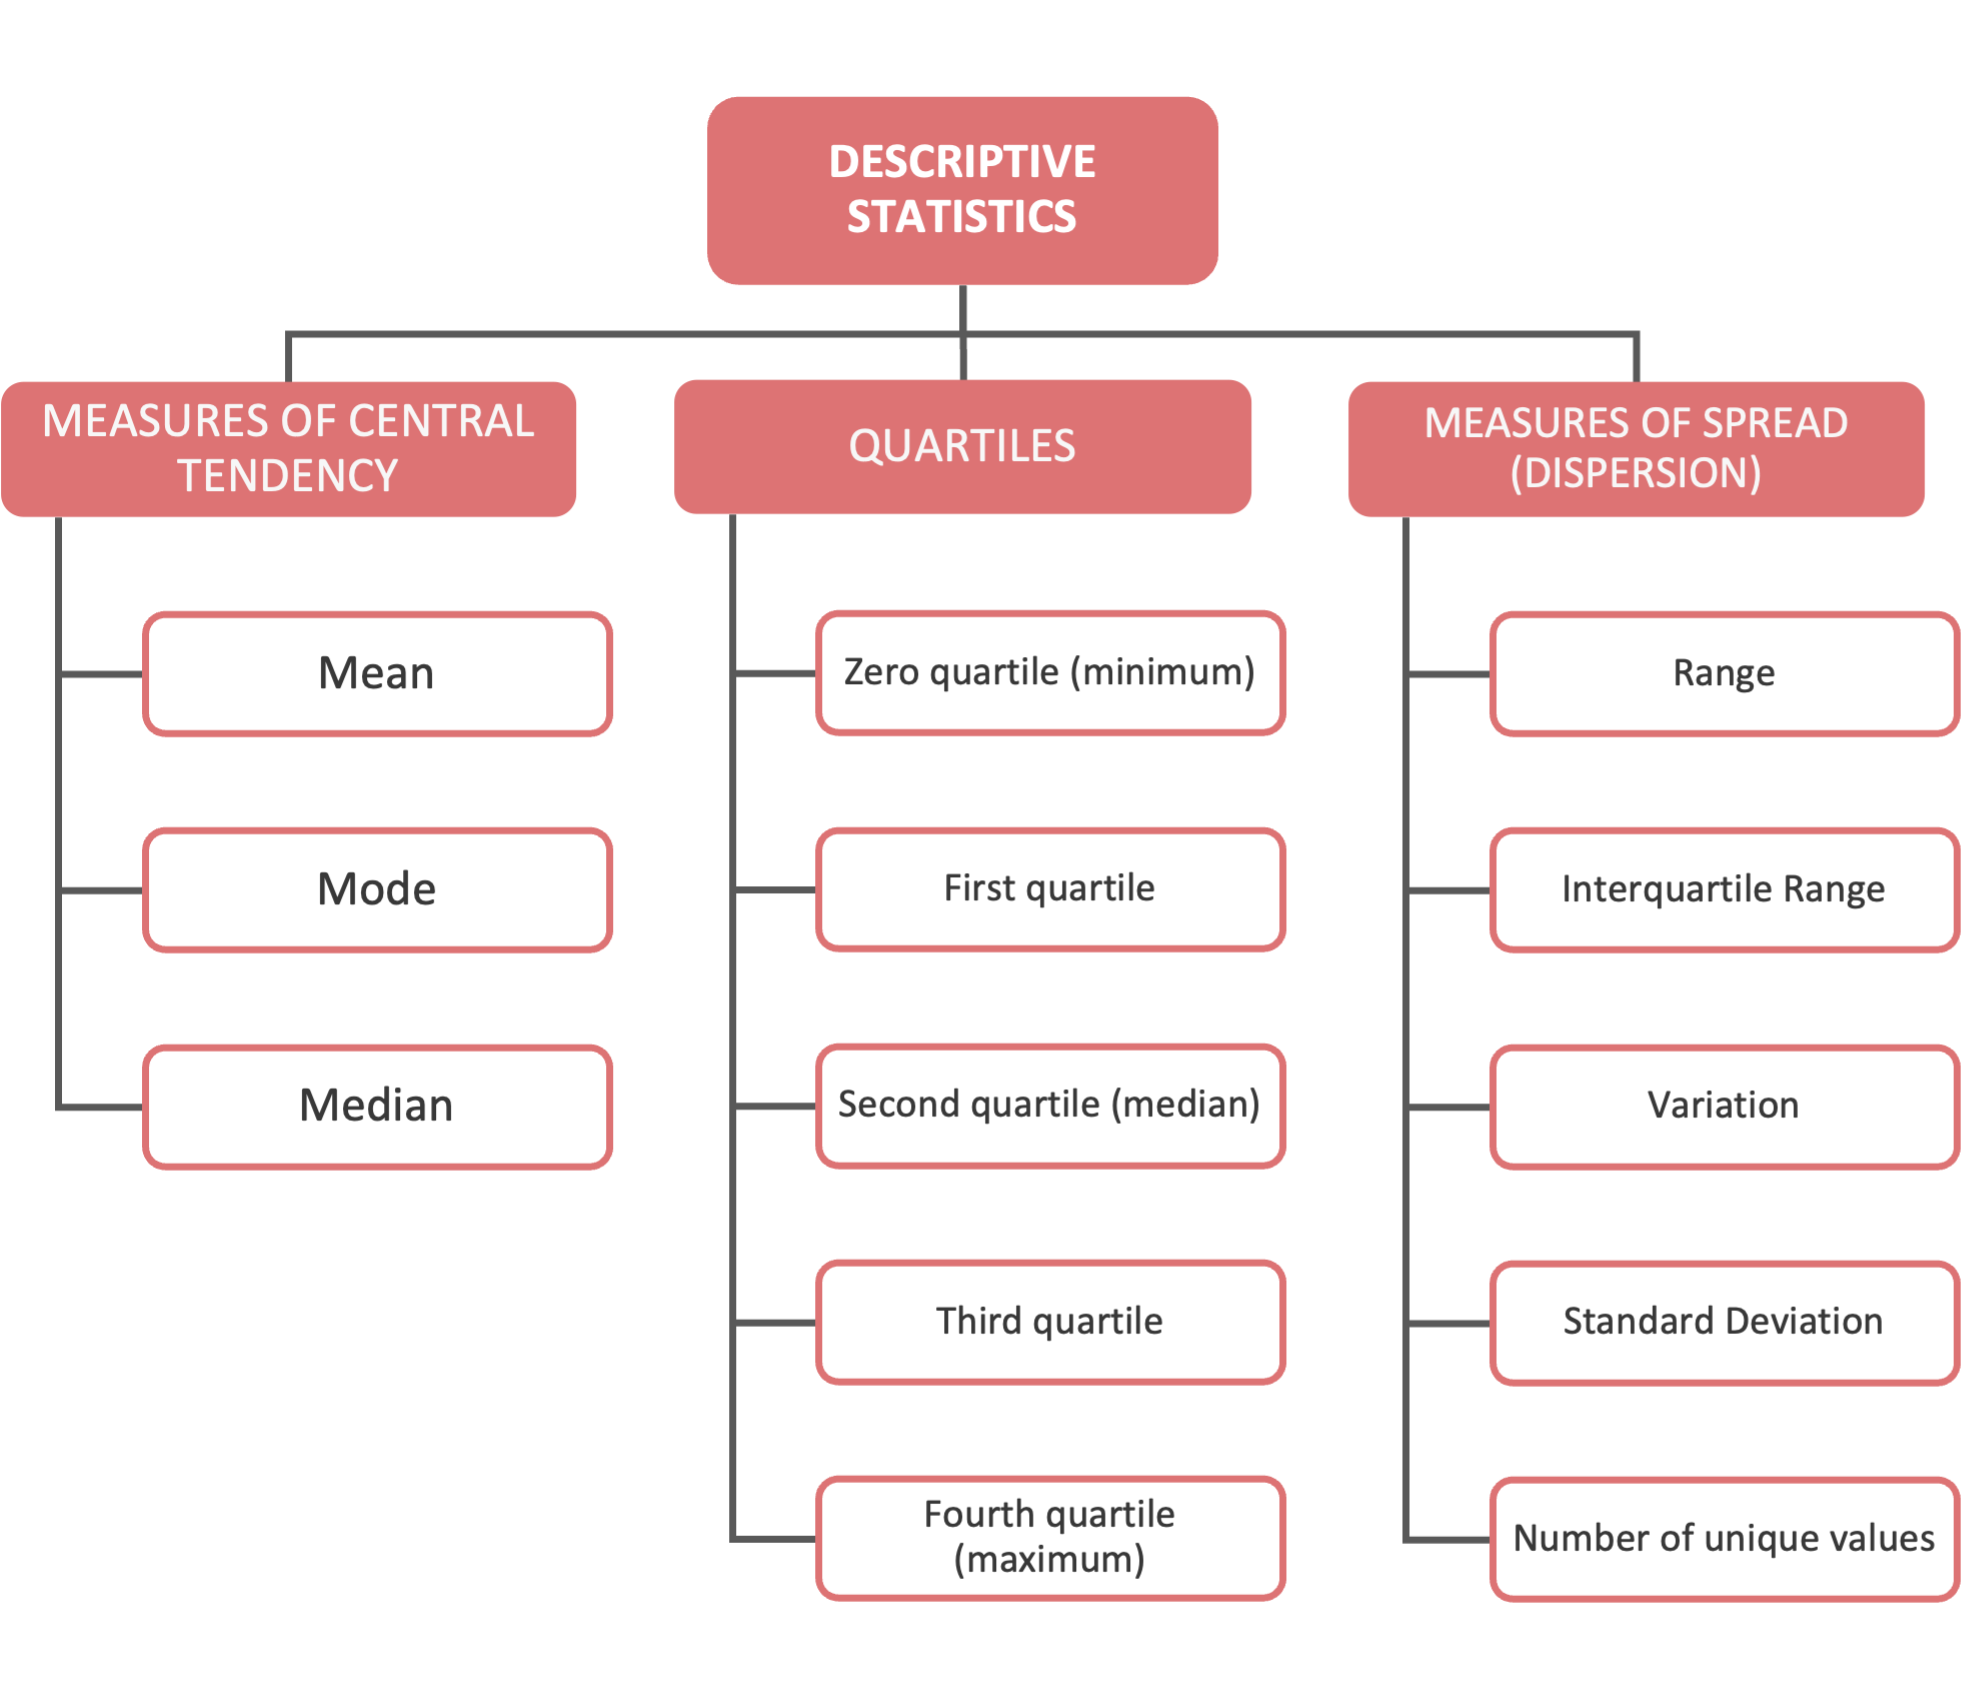 DESCRIPTIVE
STATISTICS
MEASURES OF CENTRAL
TENDENCY
Mean
Mode
Median
QUARTILES
Zero quartile (minimum)
First quartile
Second quartile (median)
Third quartile
Fourth quartile
(maximum)
MEASURES OF SPREAD
(DISPERSION)
Range
Interquartile Range
Variation
Standard Deviation
Number of unique values